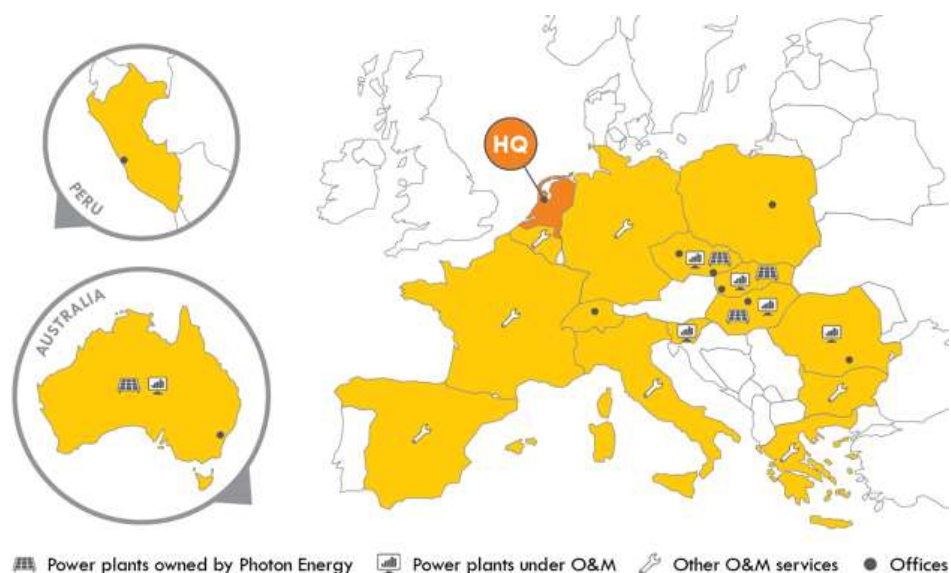 HQ
PERU
AUSTRALIA
Power plants owned by Photon Energy Power plants under O&M Other O&M services Offices